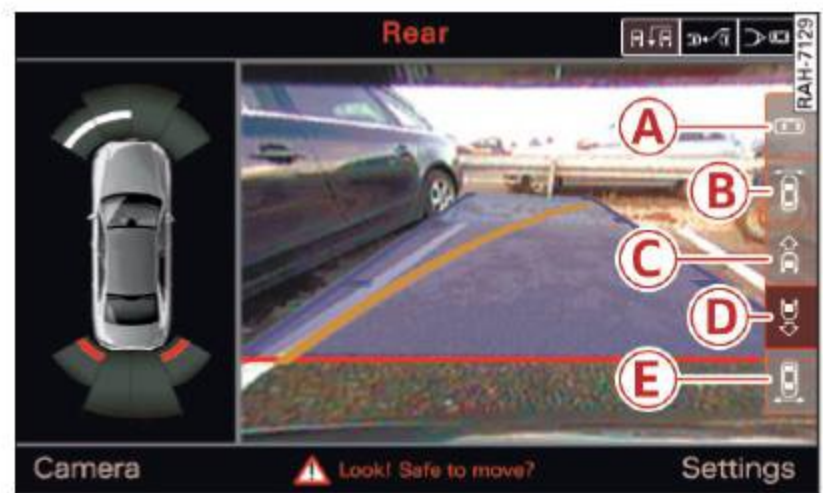 Rear
RAH-7129
A
B
C
D
E
Camera
Look! Safe to move?
Settings